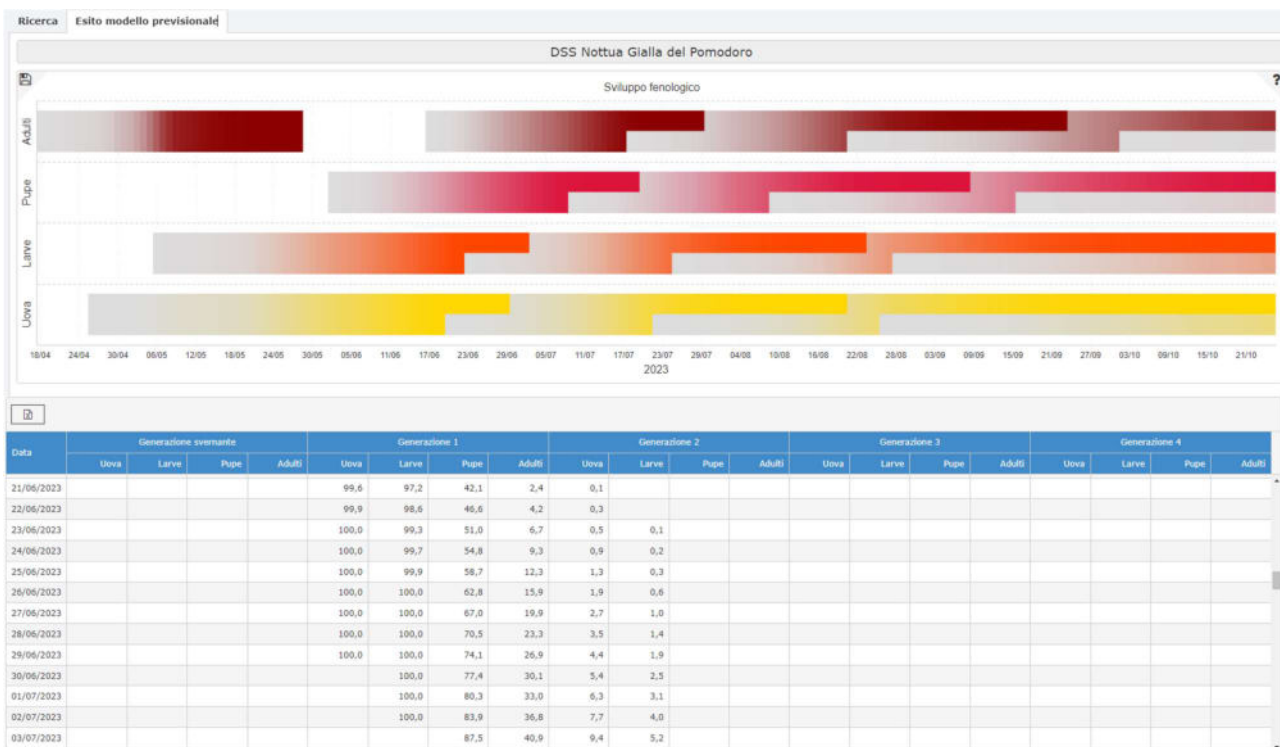 Ricerca Esito modello previsionale
DSS Nottua Gialla del Pomodoro
Sviluppo fenologico
?
Adulti
Pupe
Larve
Uova
18/04 24/04 30/04 06/05 12/05 18/05 24/05 30/05 05/06 11/06 17/06 23/06 29/06 05/07 11/07 17/07 23/07 29/07 04/08 10/08 16/08 22/08 28/08 03/09 09/09 15/09 21/09 27/09 03/10 09/10 15/10 21/10
2023
Data Generazione svernante Generazione 1 Generazione 2 Generazione 3 Generazione 4
Uova Larve Pupe Adulti Uova Larve Pupe Adulti Uova Larve Pupe Adulti Uova Larve Pupe Adulti Uova Larve Pupe Adulti
21/06/2023 99,6 97,2 42,1 2,4 0,1
22/06/2023 99,9 98,6 46,6 4,2 0,3
23/06/2023 100,0 99,3 51,0 6,7 0,5 0,1
24/06/2023 100,0 99,7 54,8 9,3 0,9 0,2
25/06/2023 100,0 99,9 58,7 12,3 1,3 0,3
26/06/2023 100,0 100,0 62,8 15,9 1,9 0,6
27/06/2023 100,0 100,0 67,0 19,9 2,7 1,0
28/06/2023 100,0 100,0 70,5 23,3 3,5 1,4
29/06/2023 100,0 100,0 74,1 26,9 4,4 1,9
30/06/2023 100,0 77,4 30,1 5,4 2,5
01/07/2023 100,0 80,3 33,0 6,3 3,1
02/07/2023 100,0 83,9 36,8 7,7 4,0
03/07/2023 87,5 40,9 9,4 5,2